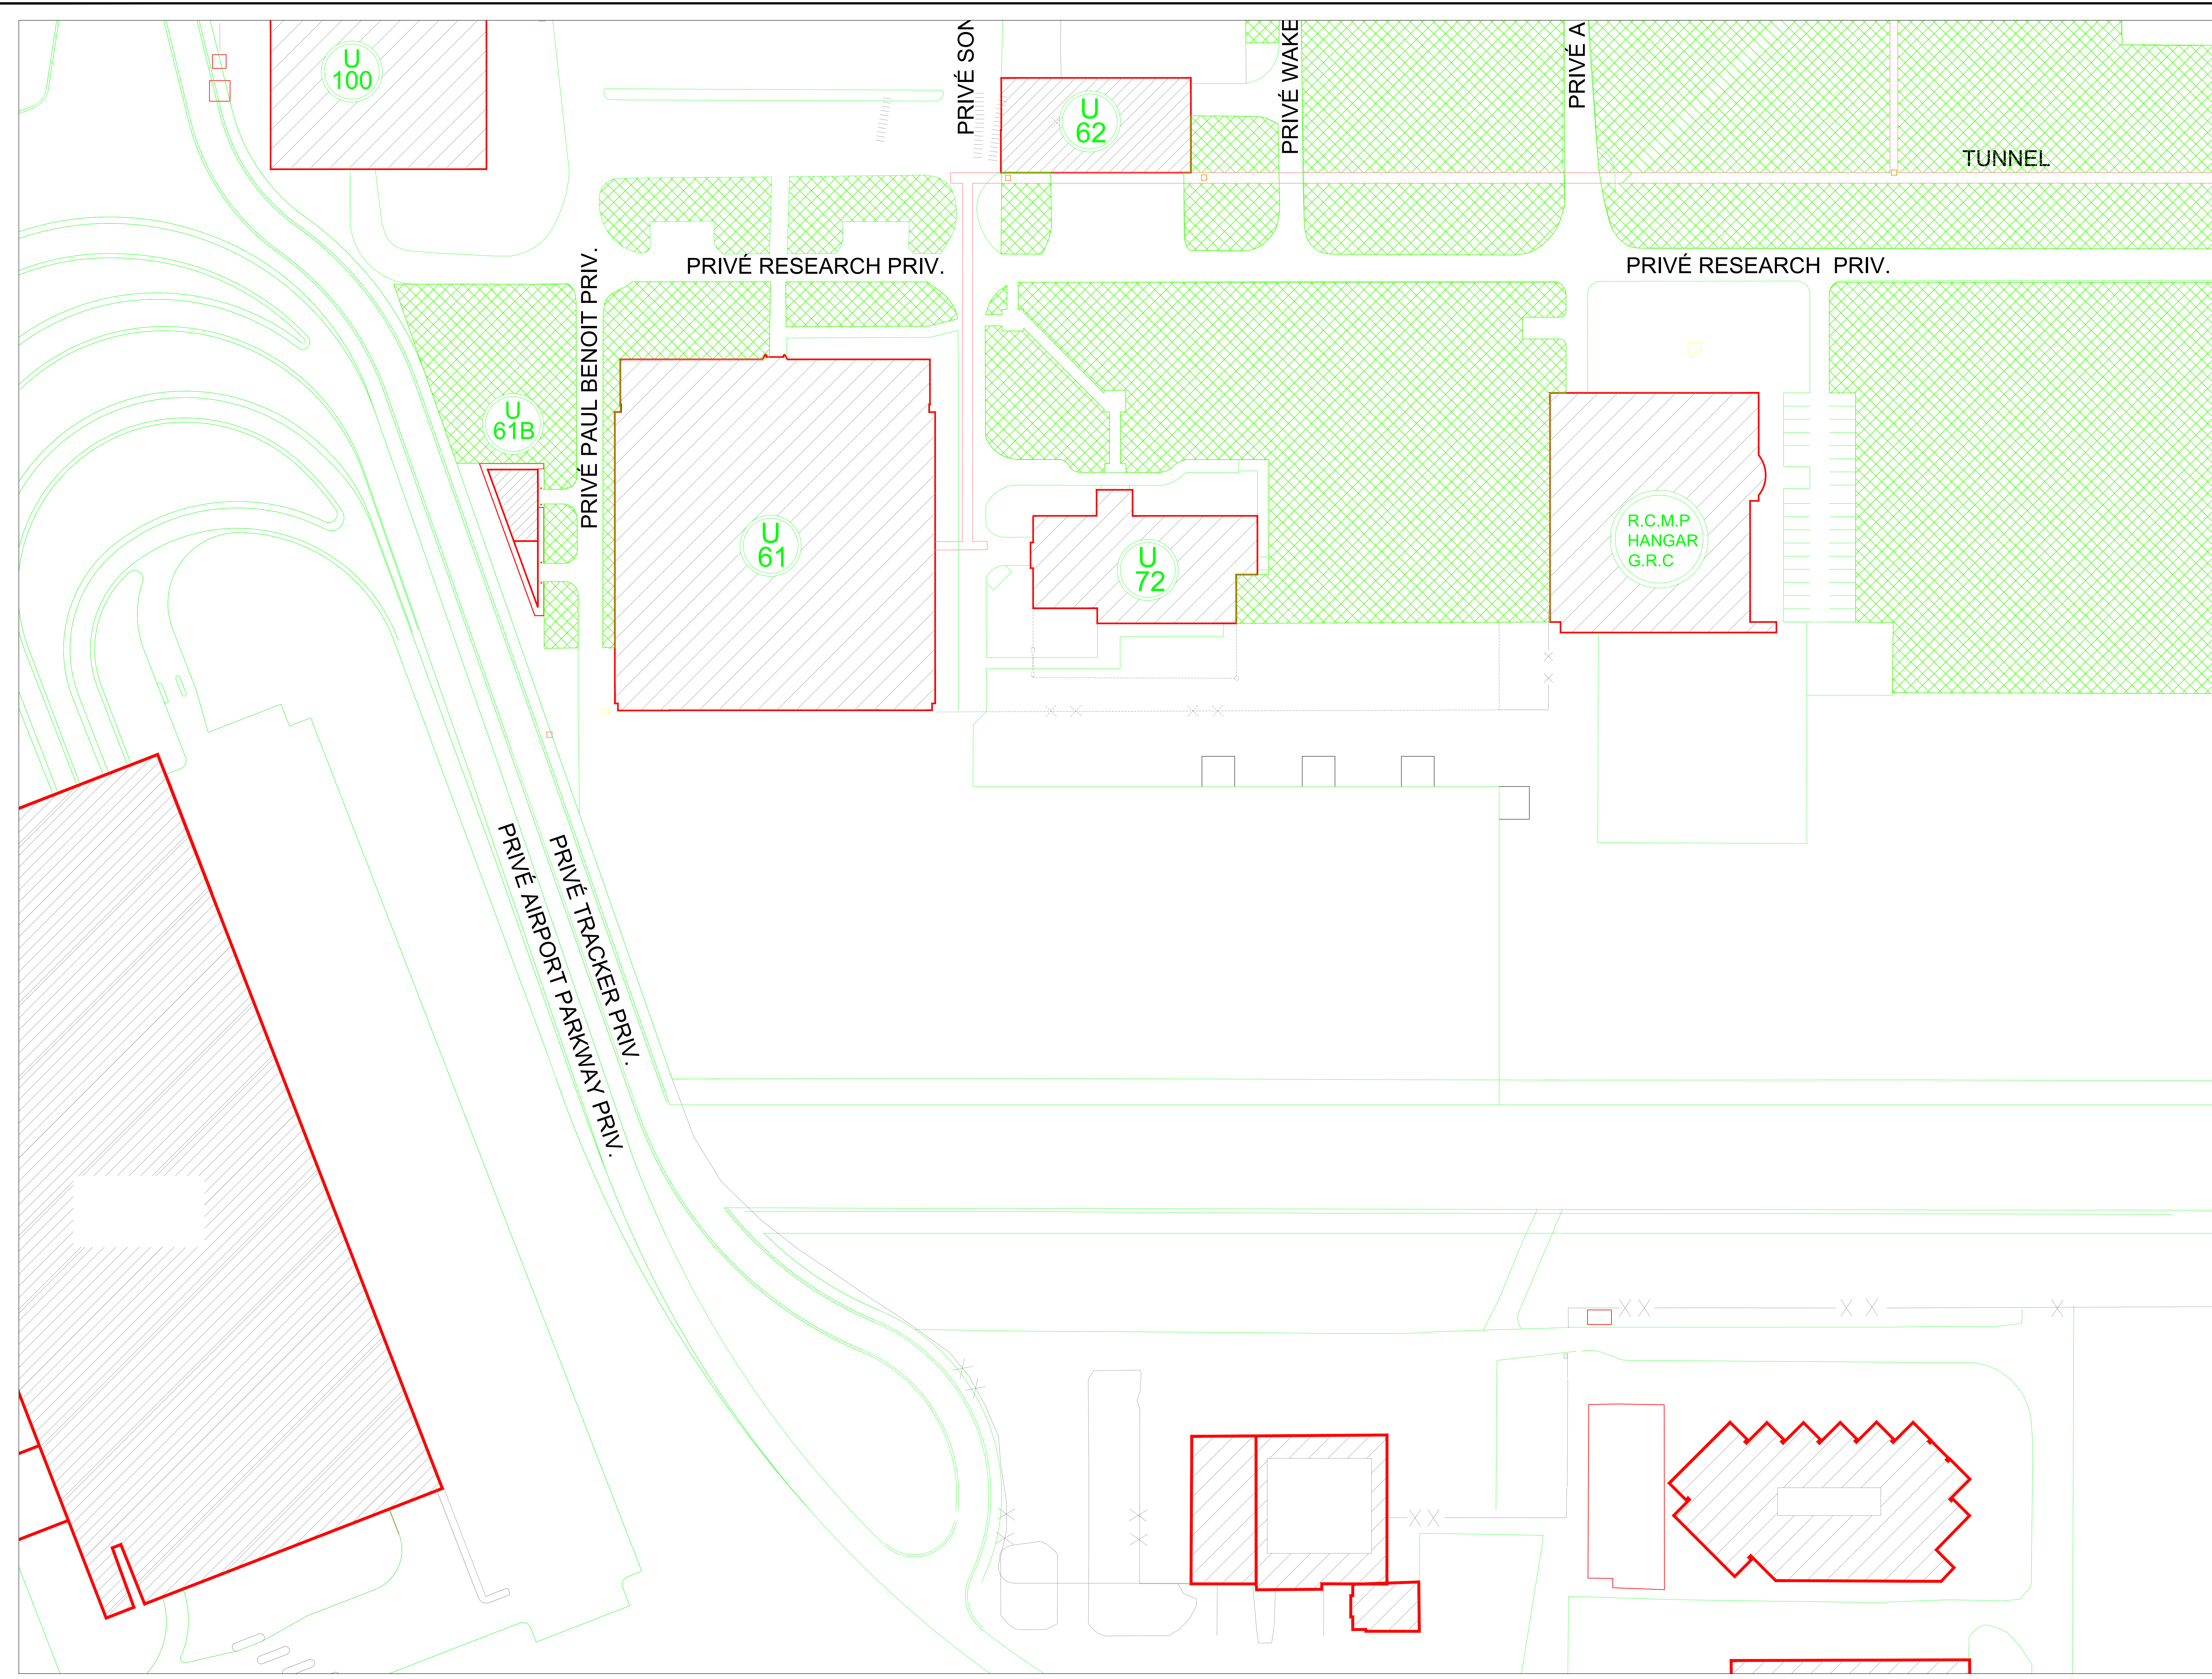 U
100
PRIVÉ SON
U
62
PRIVÉ WAKE
PRIVÉ A
TUNNEL
PRIVÉ RESEARCH PRIV.
PRIVÉ RESEARCH PRIV.
PRIVÉ PAUL BENOIT PRIV.
U
61B
U
61
U
72
R.C.M.P
HANGAR
G.R.C
PRIVÉ AIRPORT PARKWAY PRIV.
PRIVÉ TRACKER PRIV.